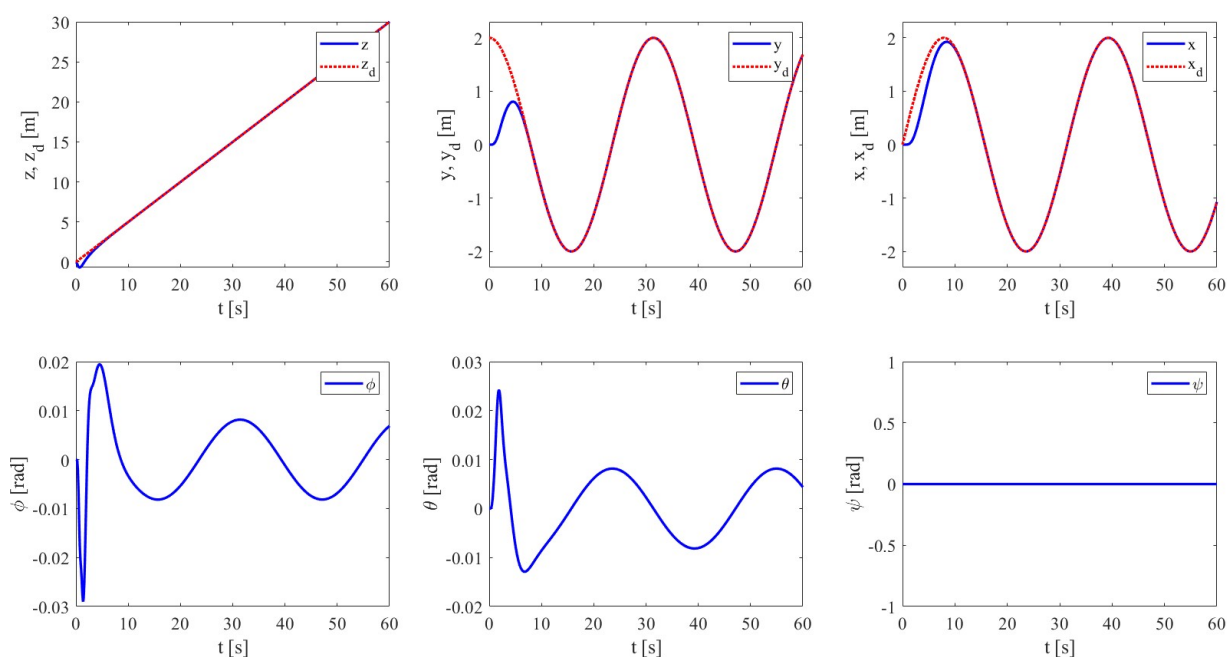 30
25
20
15
10
5
0
z, z_d [m]
z
z_d
0 10 20 30 40 50 60
t [s]
2
1
0
-1
-2
y, y_d [m]
y
y_d
0 10 20 30 40 50 60
t [s]
2
1
0
-1
-2
x, x_d [m]
x
x_d
0 20 40 60
t [s]
0.02
0.01
0
-0.01
-0.02
-0.03
ϕ [rad]
ϕ
0 10 20 30 40 50 60
t [s]
0.03
0.02
0.01
0
-0.01
-0.02
θ [rad]
θ
0 10 20 30 40 50 60
t [s]
1
0.5
0
-0.5
-1
ψ [rad]
ψ
0 10 20 30 40 50 60
t [s]